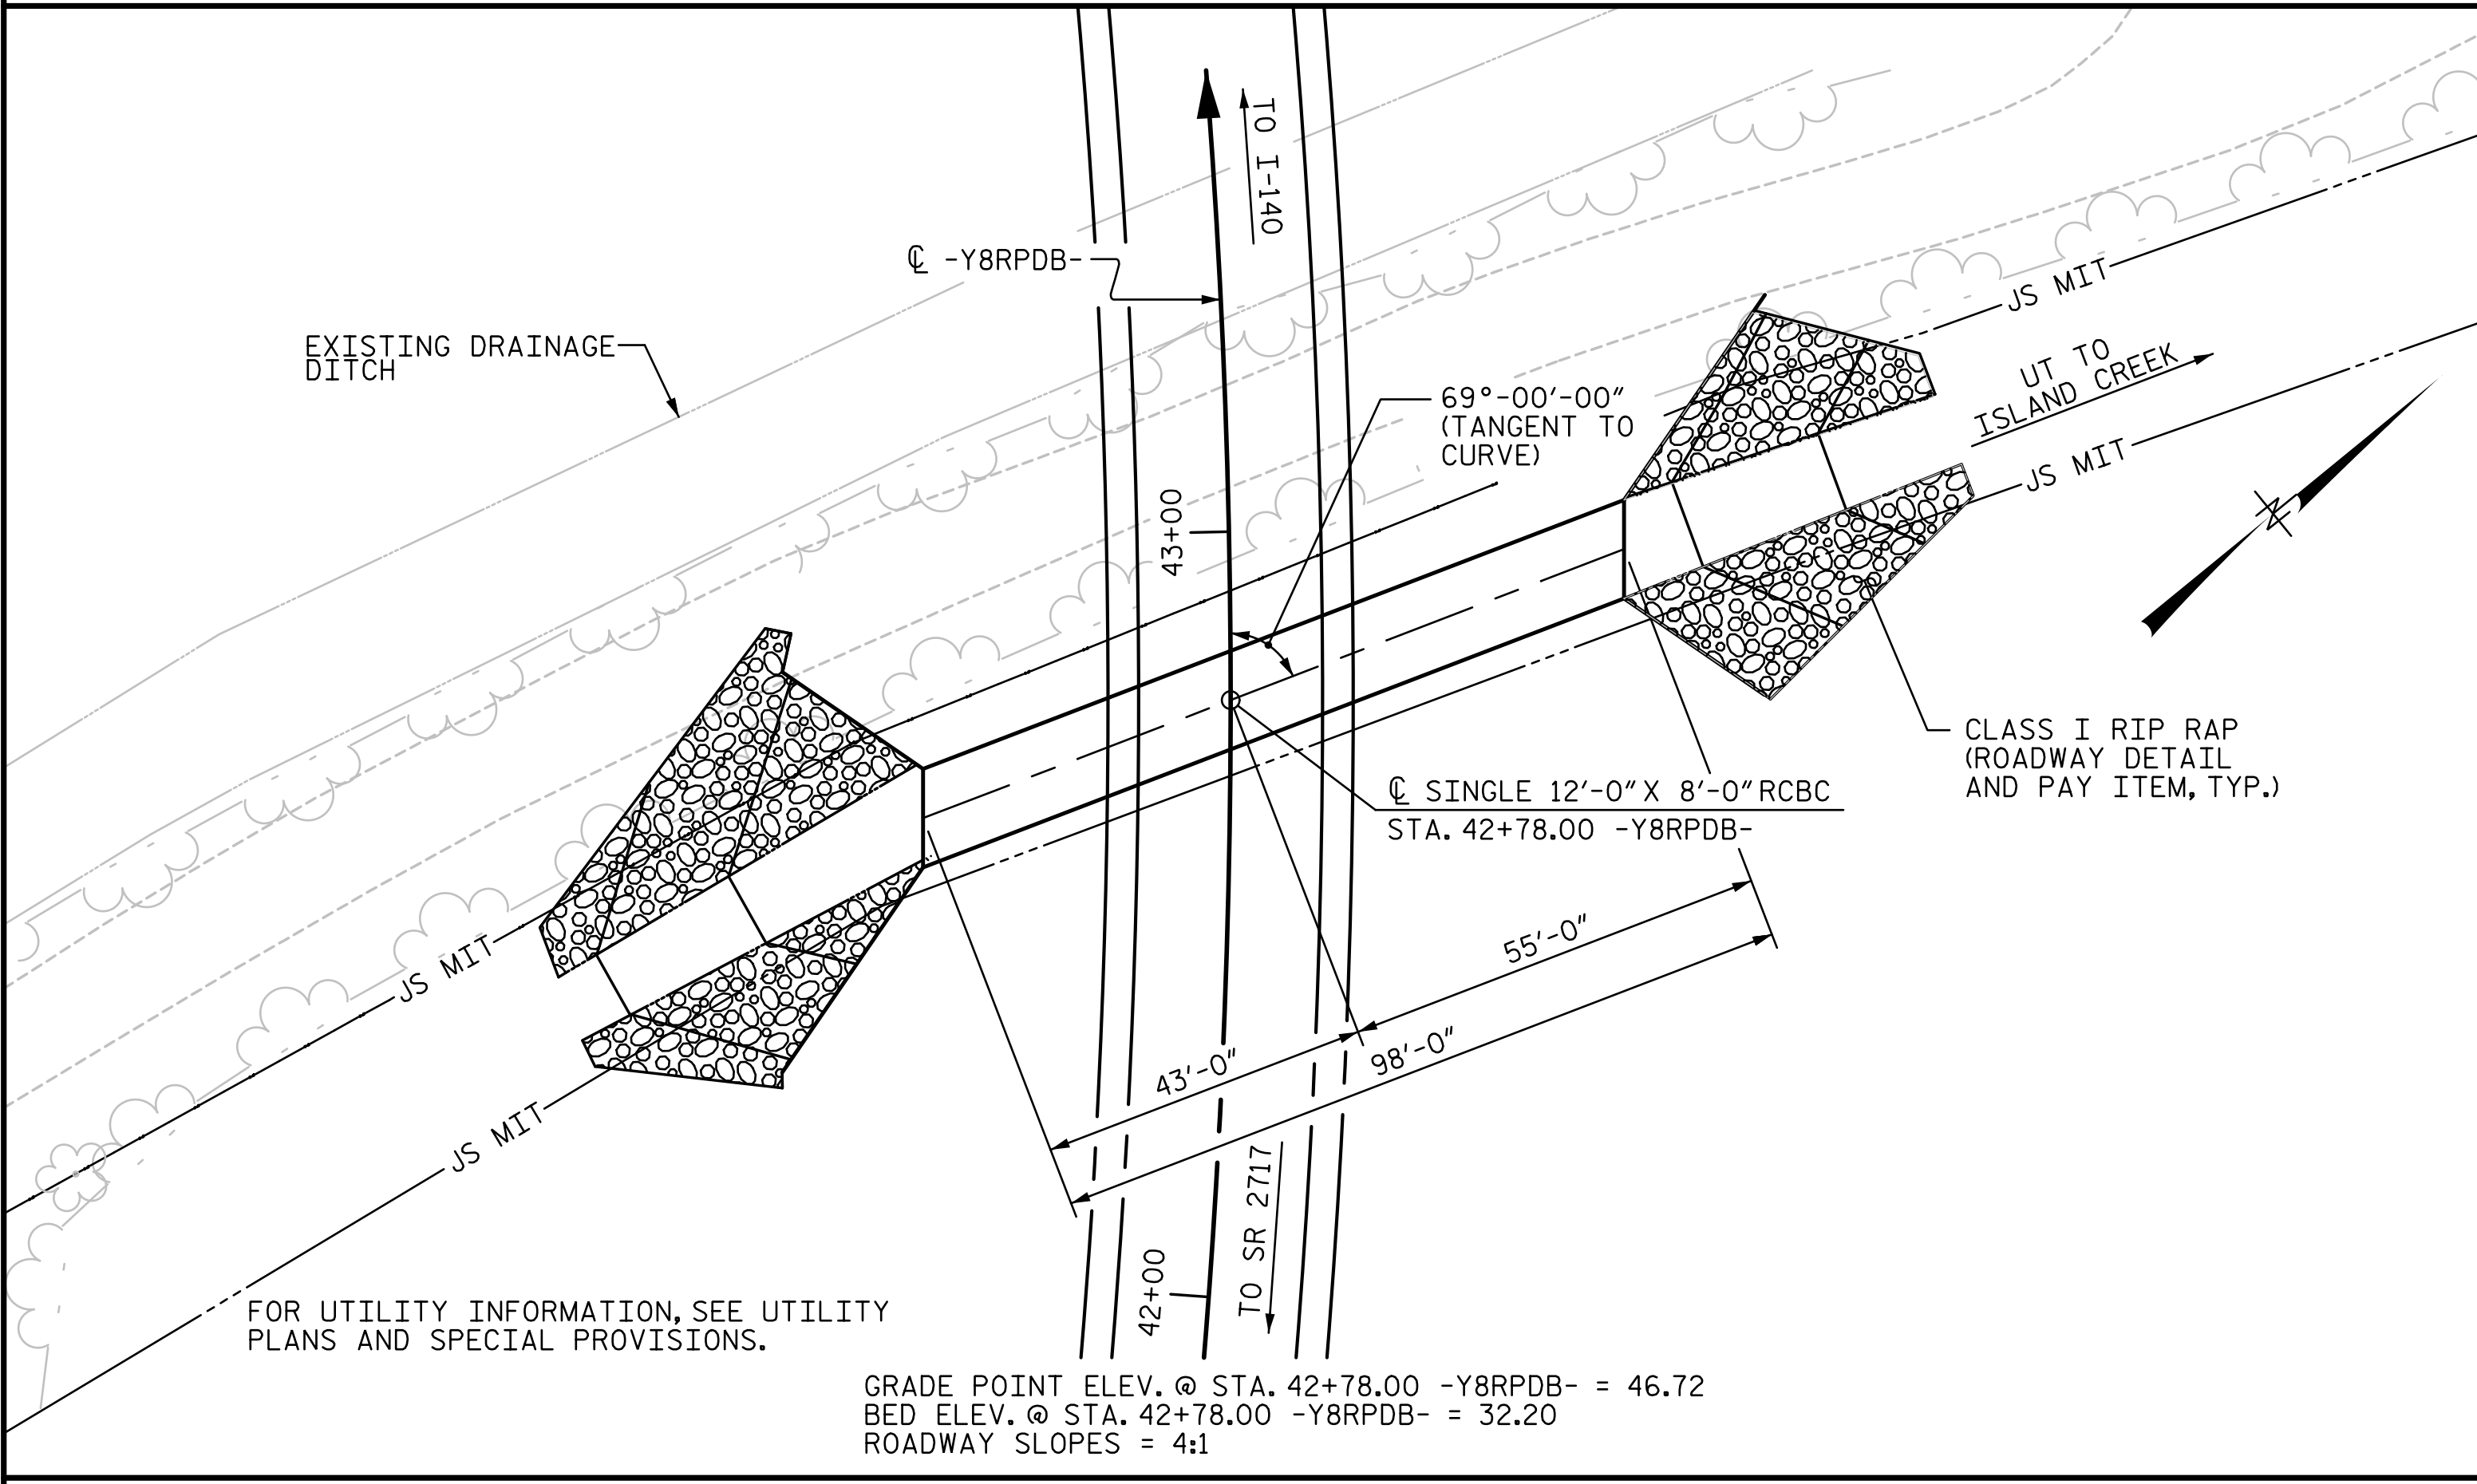 TO I-140
℄ -Y8RPDB-
EXISTING DRAINAGE
DITCH
JS MIT
UT TO
ISLAND CREEK
69°-00'-00"
(TANGENT TO
CURVE)
JS MIT
43+00
CLASS I RIP RAP
(ROADWAY DETAIL
AND PAY ITEM, TYP.)
℄ SINGLE 12'-0" X 8'-0" RCBC
STA. 42+78.00 -Y8RPDB-
JS MIT
55'-0"
43'-0"
98'-0"
JS MIT
TO SR 2717
42+00
FOR UTILITY INFORMATION, SEE UTILITY
PLANS AND SPECIAL PROVISIONS.
GRADE POINT ELEV. @ STA. 42+78.00 -Y8RPDB- = 46.72
BED ELEV. @ STA. 42+78.00 -Y8RPDB- = 32.20
ROADWAY SLOPES = 4:1